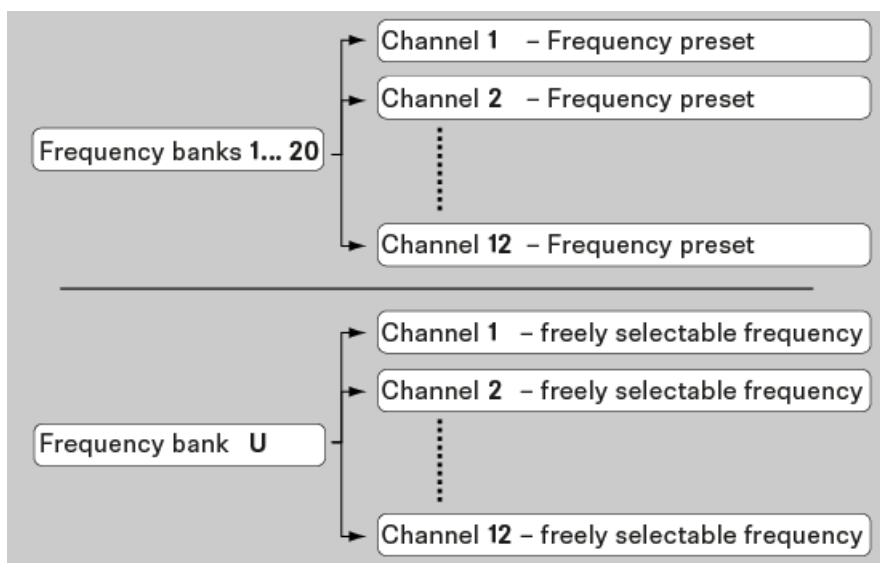 Channel 1 – Frequency preset
Channel 2 – Frequency preset
Frequency banks 1... 20
Channel 12 – Frequency preset
Channel 1 – freely selectable frequency
Channel 2 – freely selectable frequency
Frequency bank U
Channel 12 – freely selectable frequency